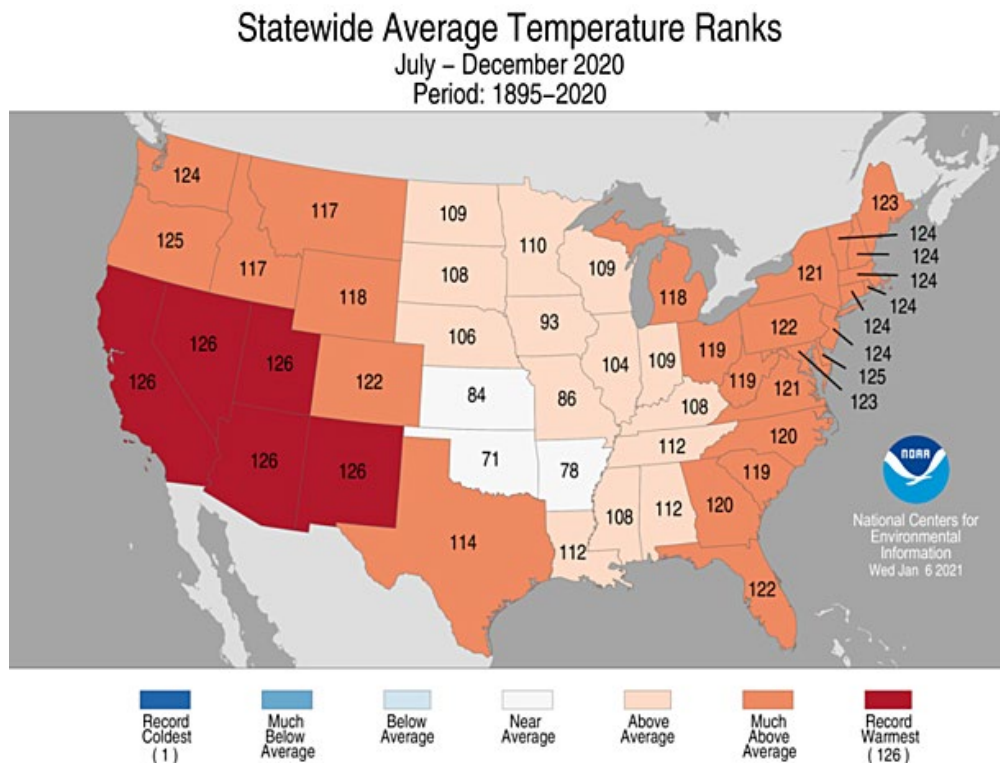 Statewide Average Temperature Ranks
July – December 2020
Period: 1895–2020
124
117
109
110
109
123
124
125
117
108
124
118
118
121
124
106
93
122
124
126
126
126
122
104
109
119
119
121
124
124
125
123
84
86
108
120
126
126
71
78
112
119
114
112
108
112
120
122
NOAA
National Centers for
Environmental
Information
Wed Jan 6 2021
Record
Coldest
( 1 )
Much
Below
Average
Below
Average
Near
Average
Above
Average
Much
Above
Average
Record
Warmest
( 126 )